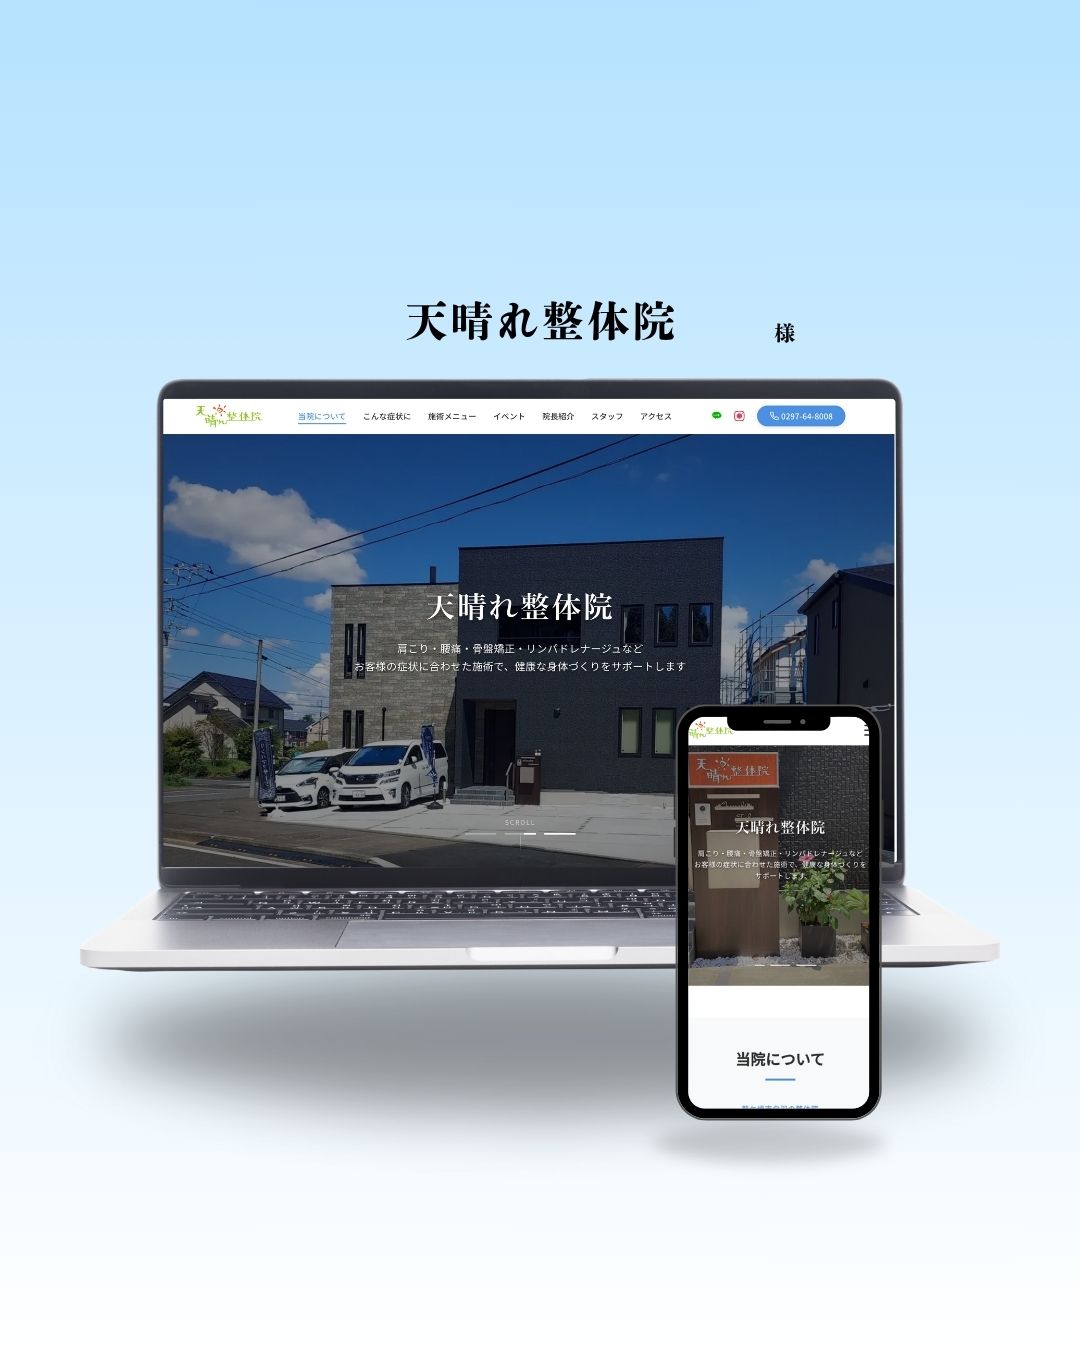 天晴れ整体院 様
天晴れ整体院
当院について こんな症状に 施術メニュー イベント 院長紹介 スタッフ アクセス
0297-64-8008
天晴れ整体院
肩こり・腰痛・骨盤矯正・リンパドレナージュなど
お客様の症状に合わせた施術で、健康な身体づくりをサポートします
SCROLL
整体院
天晴れ整体院
天晴れ整体院
肩こり・腰痛・骨盤矯正・リンパドレナージュなど
お客様の症状に合わせた施術で、健康な身体づくりを
サポートします
当院について